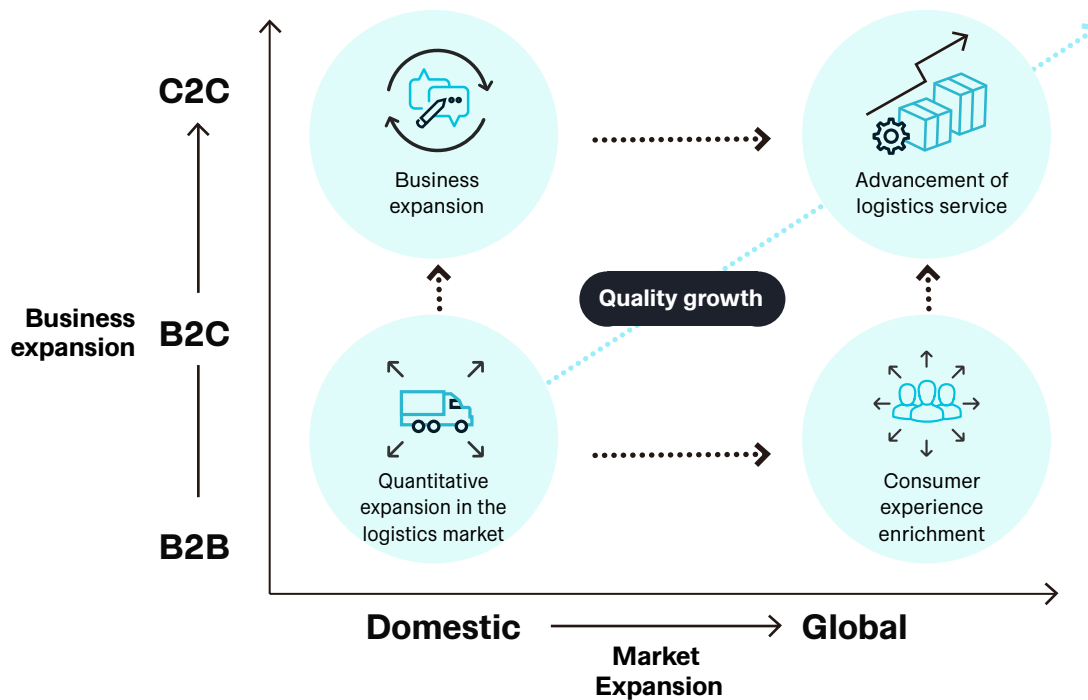 C2C
Business
expansion
Advancement of
logistics service
Quality growth
Business
expansion
B2C
Quantitative
expansion in the
logistics market
Consumer
experience
enrichment
B2B
Domestic
Global
Market
Expansion